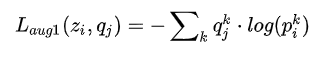 L_{aug1}(z_i, q_j) = -\sum_k q_j^k \cdot log(p_i^k)